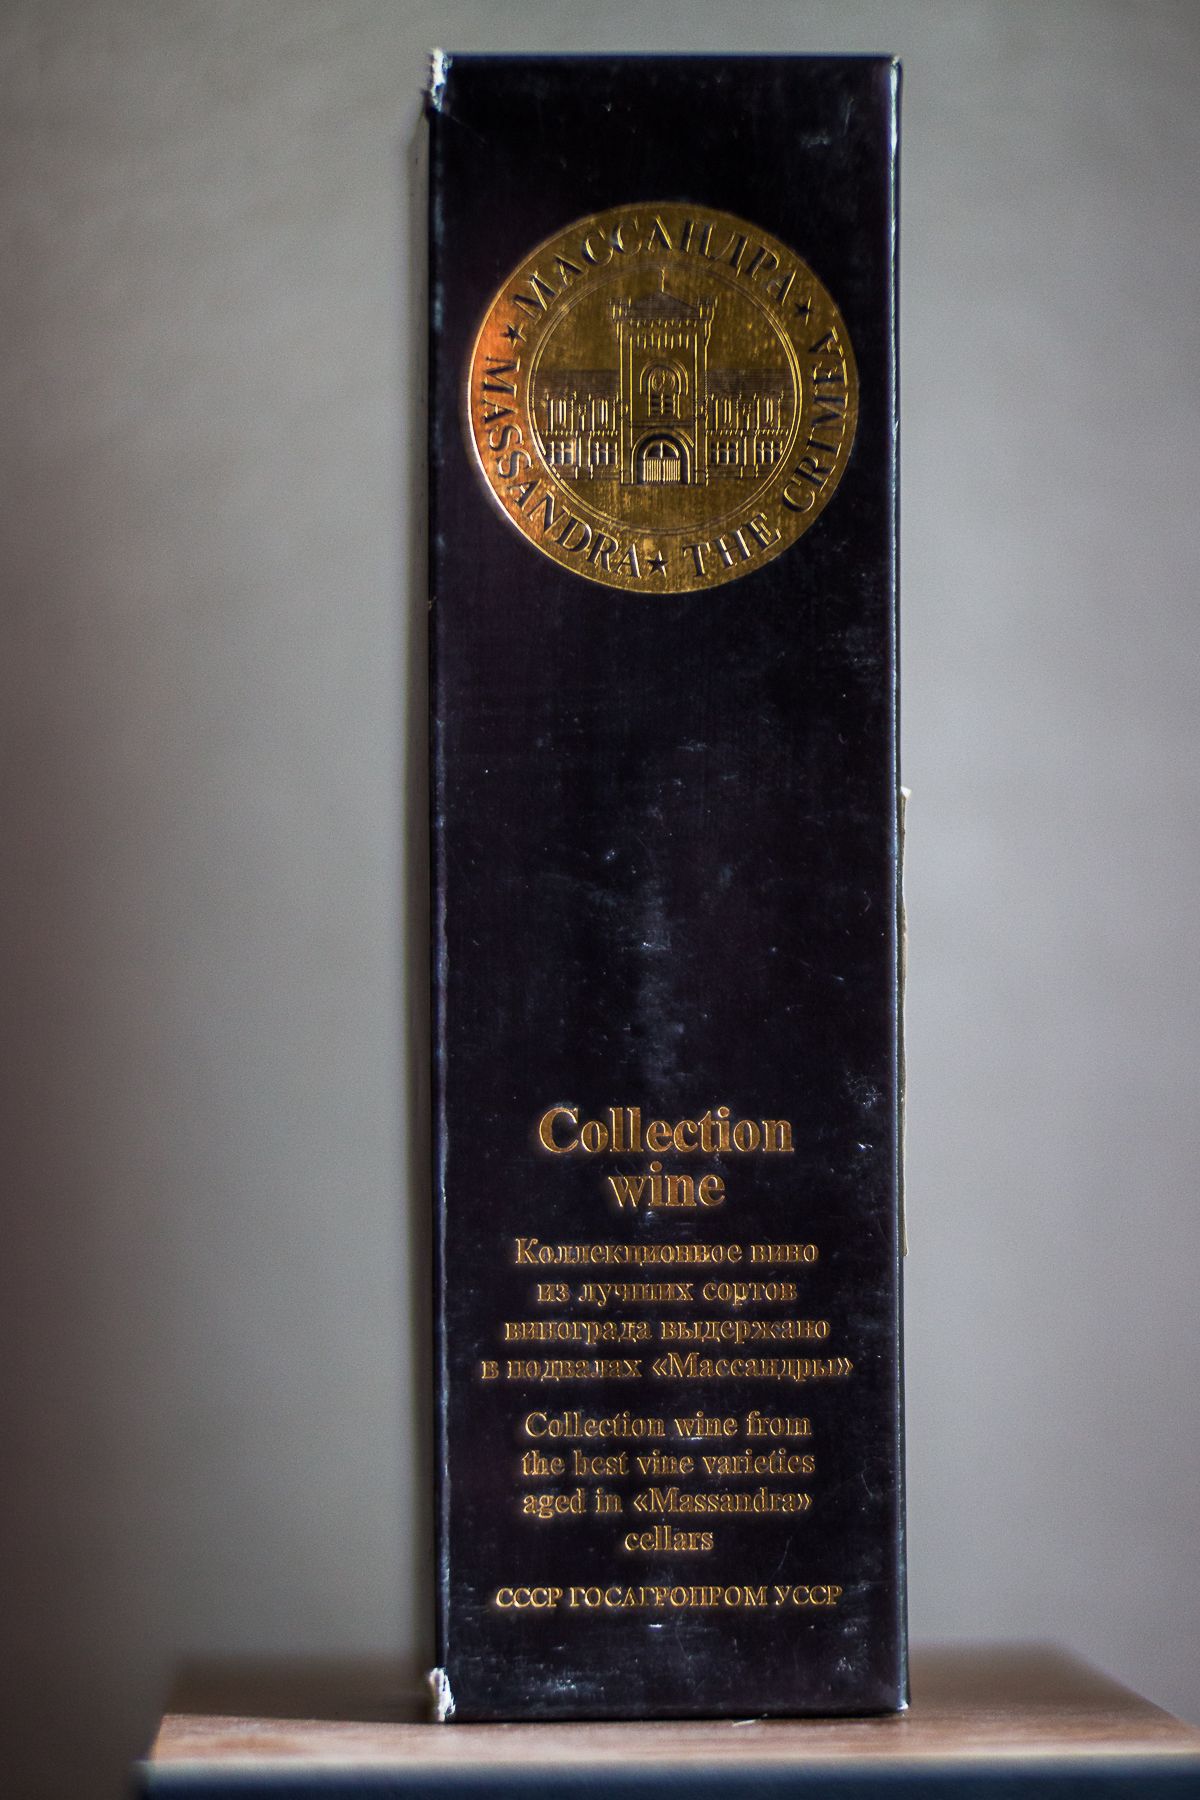 ★ МАССАНДРА ★
MASSANDRA ★ THE CRIMEA
Collection
wine
Коллекционное вино
из лучших сортов
винограда выдержано
в подвалах «Массандры»
Collection wine from
the best vine varieties
aged in «Massandra»
cellars
СССР ГОСАГРОПРОМ УССР